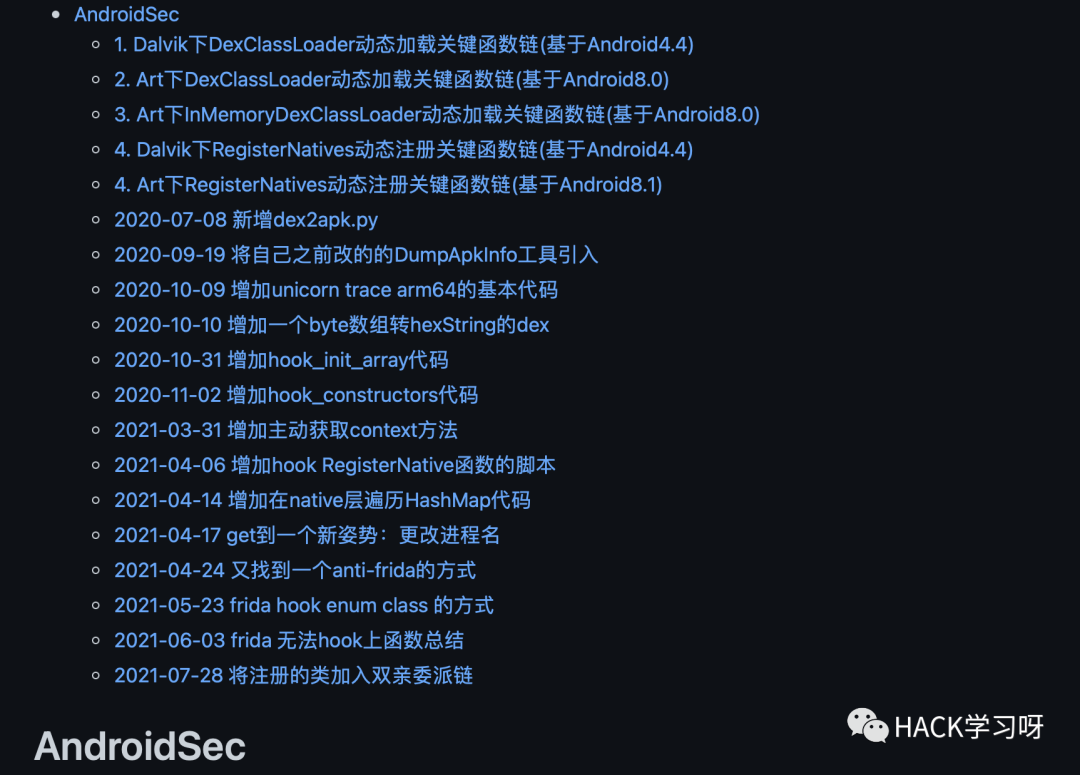 AndroidSec
1. Dalvik下DexClassLoader动态加载关键函数链(基于Android4.4)
2. Art下DexClassLoader动态加载关键函数链(基于Android8.0)
3. Art下InMemoryDexClassLoader动态加载关键函数链(基于Android8.0)
4. Dalvik下RegisterNatives动态注册关键函数链(基于Android4.4)
4. Art下RegisterNatives动态注册关键函数链(基于Android8.1)
2020-07-08 新增dex2apk.py
2020-09-19 将自己之前改的的DumpApkInfo工具引入
2020-10-09 增加unicorn trace arm64的基本代码
2020-10-10 增加一个byte数组转hexString的dex
2020-10-31 增加hook_init_array代码
2020-11-02 增加hook_constructors代码
2021-03-31 增加主动获取context方法
2021-04-06 增加hook RegisterNative函数的脚本
2021-04-14 增加在native层遍历HashMap代码
2021-04-17 get到一个新姿势：更改进程名
2021-04-24 又找到一个anti-frida的方式
2021-05-23 frida hook enum class 的方式
2021-06-03 frida 无法hook上函数总结
2021-07-28 将注册的类加入双亲委派链
AndroidSec
HACK学习呀